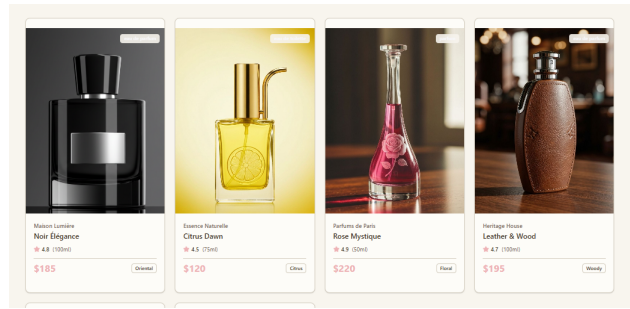 Maison Lumière
Noir Élégance
4.8 (100ml)
$185
Oriental
Essence Naturelle
Citrus Dawn
4.5 (75ml)
$120
Citrus
Parfums de Paris
Rose Mystique
4.9 (50ml)
$220
Floral
Heritage House
Leather & Wood
4.7 (100ml)
$195
Woody